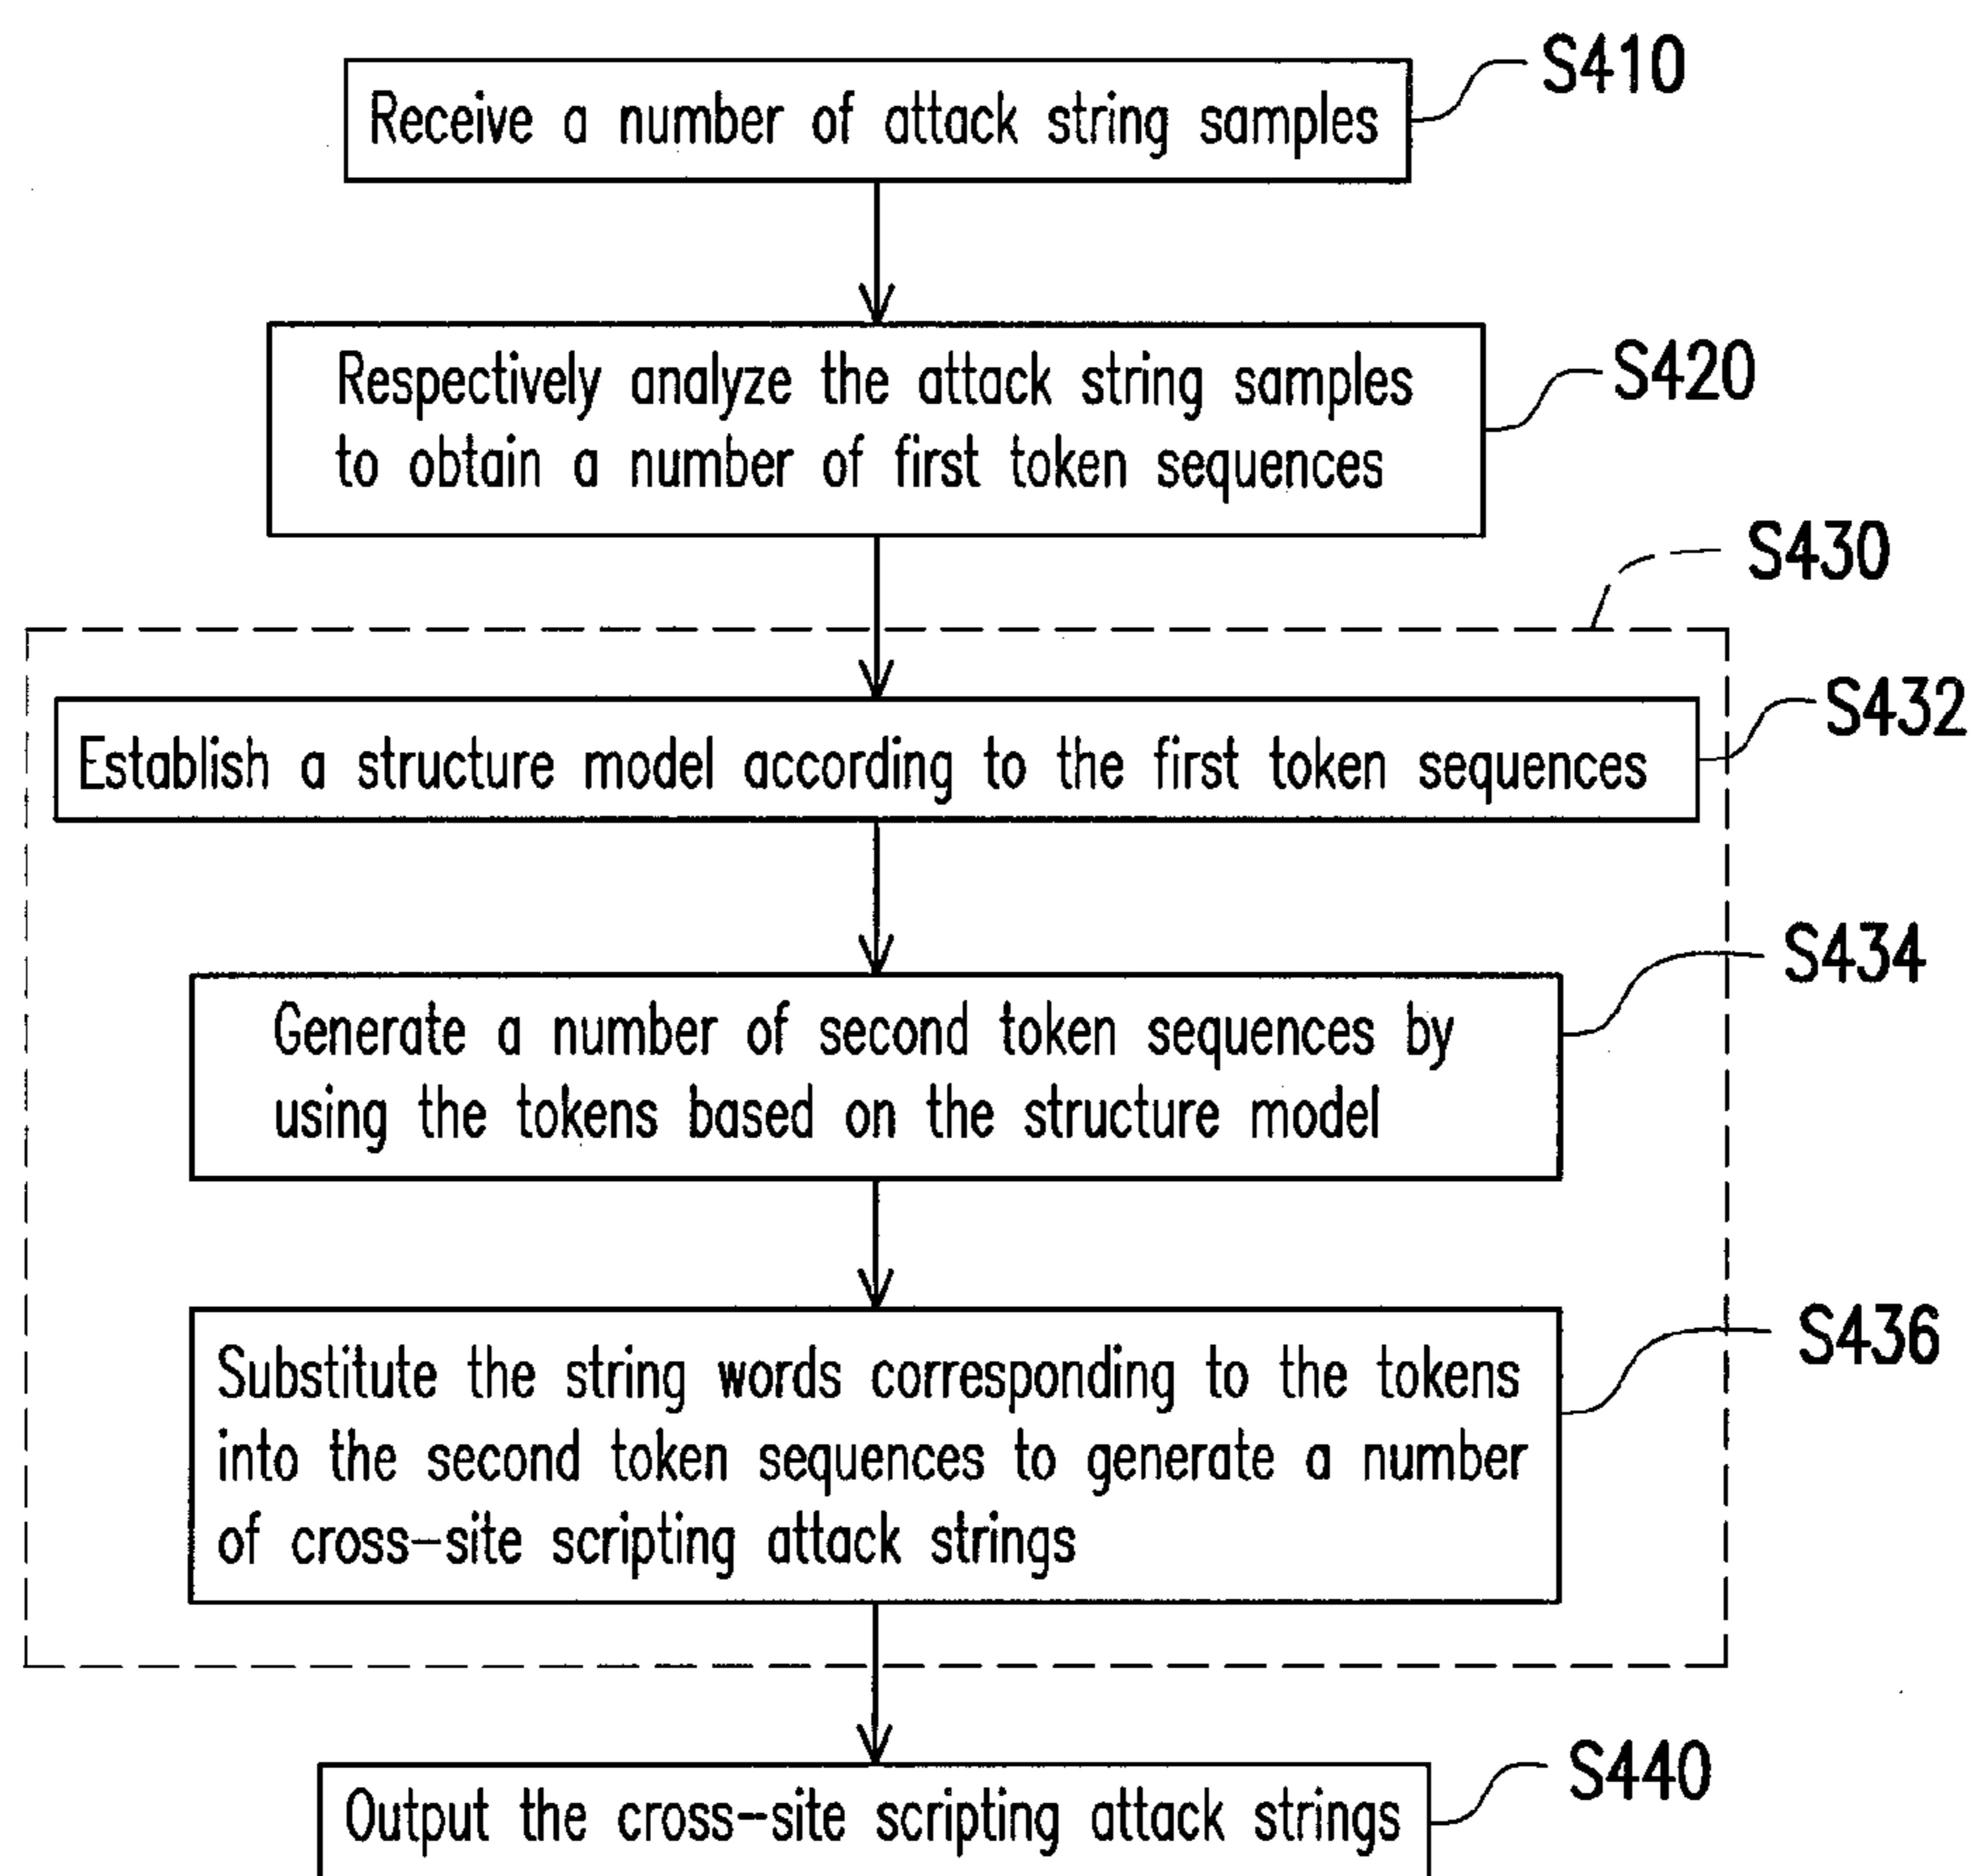 S410
Receive a number of attack string samples
S420
Respectively analyze the attack string samples
to obtain a number of first token sequences
S430
S432
Establish a structure model according to the first token sequences
S434
Generate a number of second token sequences by
using the tokens based on the structure model
S436
Substitute the string words corresponding to the tokens
into the second token sequences to generate a number
of cross-site scripting attack strings
S440
Output the cross-site scripting attack strings